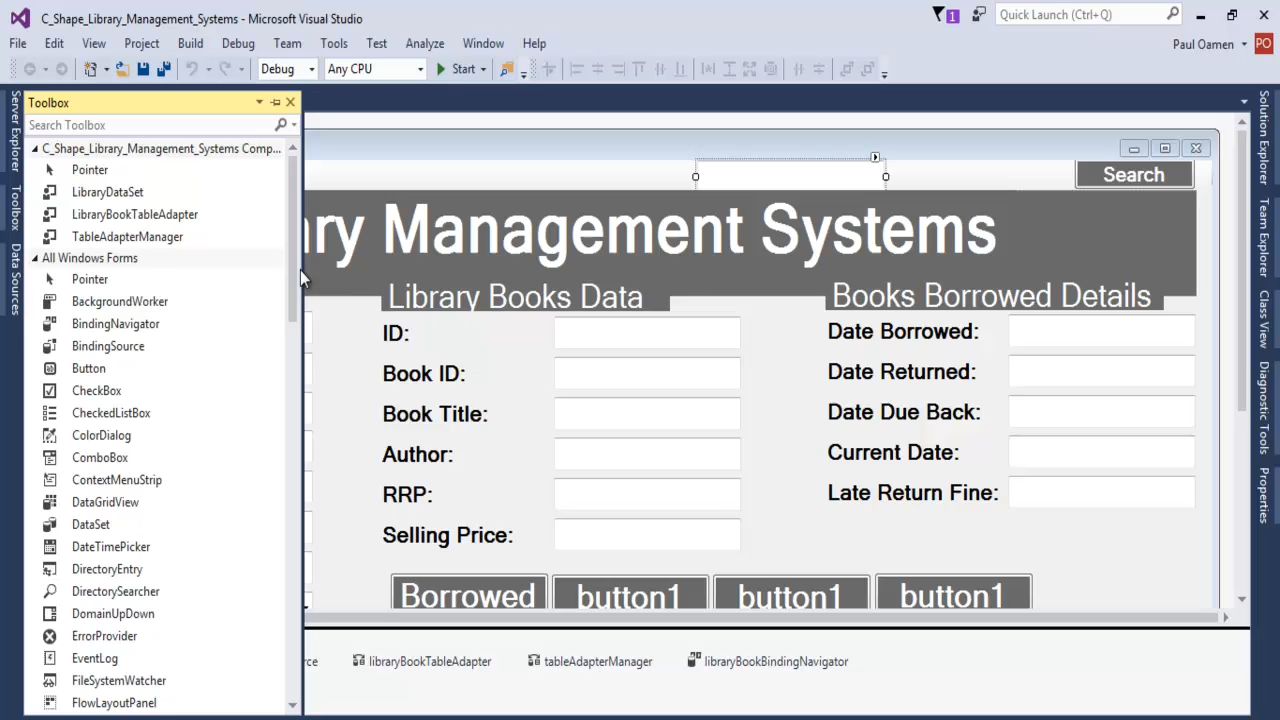 C_Shape_Library_Management_Systems - Microsoft Visual Studio
1
Quick Launch (Ctrl+Q)
File Edit View Project Build Debug Team Tools Test Analyze Window Help
Paul Oamen
PO
Debug
Any CPU
Start
Server Explorer
Toolbox
Data Sources
Toolbox
Search Toolbox
C_Shape_Library_Management_Systems Comp...
Pointer
LibraryDataSet
LibraryBookTableAdapter
TableAdapterManager
All Windows Forms
Pointer
BackgroundWorker
BindingNavigator
BindingSource
Button
CheckBox
CheckedListBox
ColorDialog
ComboBox
ContextMenuStrip
DataGridView
DataSet
DateTimePicker
DirectoryEntry
DirectorySearcher
DomainUpDown
ErrorProvider
EventLog
FileSystemWatcher
FlowLayoutPanel
Search
ry Management Systems
Library Books Data
ID:
Book ID:
Book Title:
Author:
RRP:
Selling Price:
Books Borrowed Details
Date Borrowed:
Date Returned:
Date Due Back:
Current Date:
Late Return Fine:
Borrowed
button1
button1
button1
rce
libraryBookTableAdapter
tableAdapterManager
libraryBookBindingNavigator
Solution Explorer
Team Explorer
Class View
Diagnostic Tools
Properties